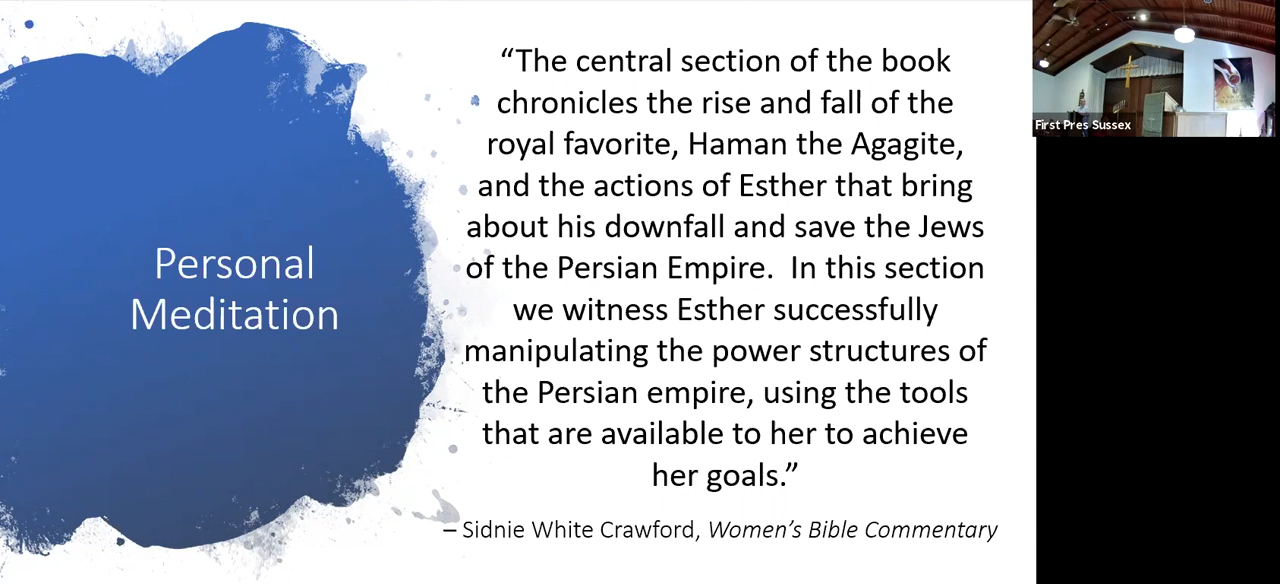 Personal
Meditation
“The central section of the book
chronicles the rise and fall of the
royal favorite, Haman the Agagite,
and the actions of Esther that bring
about his downfall and save the Jews
of the Persian Empire.  In this section
we witness Esther successfully
manipulating the power structures of
the Persian empire, using the tools
that are available to her to achieve
her goals.”
– Sidnie White Crawford, Women’s Bible Commentary
First Pres Sussex